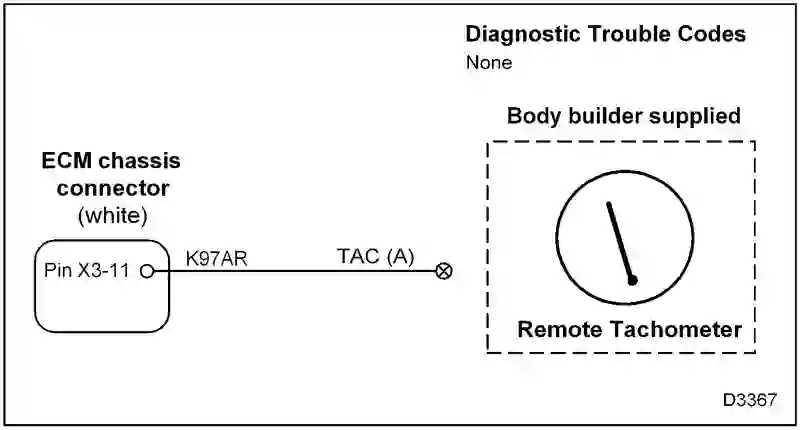 Diagnostic Trouble Codes
None
Body builder supplied
ECM chassis
connector
(white)
Pin X3-11
K97AR
TAC (A)
Remote Tachometer
D3367